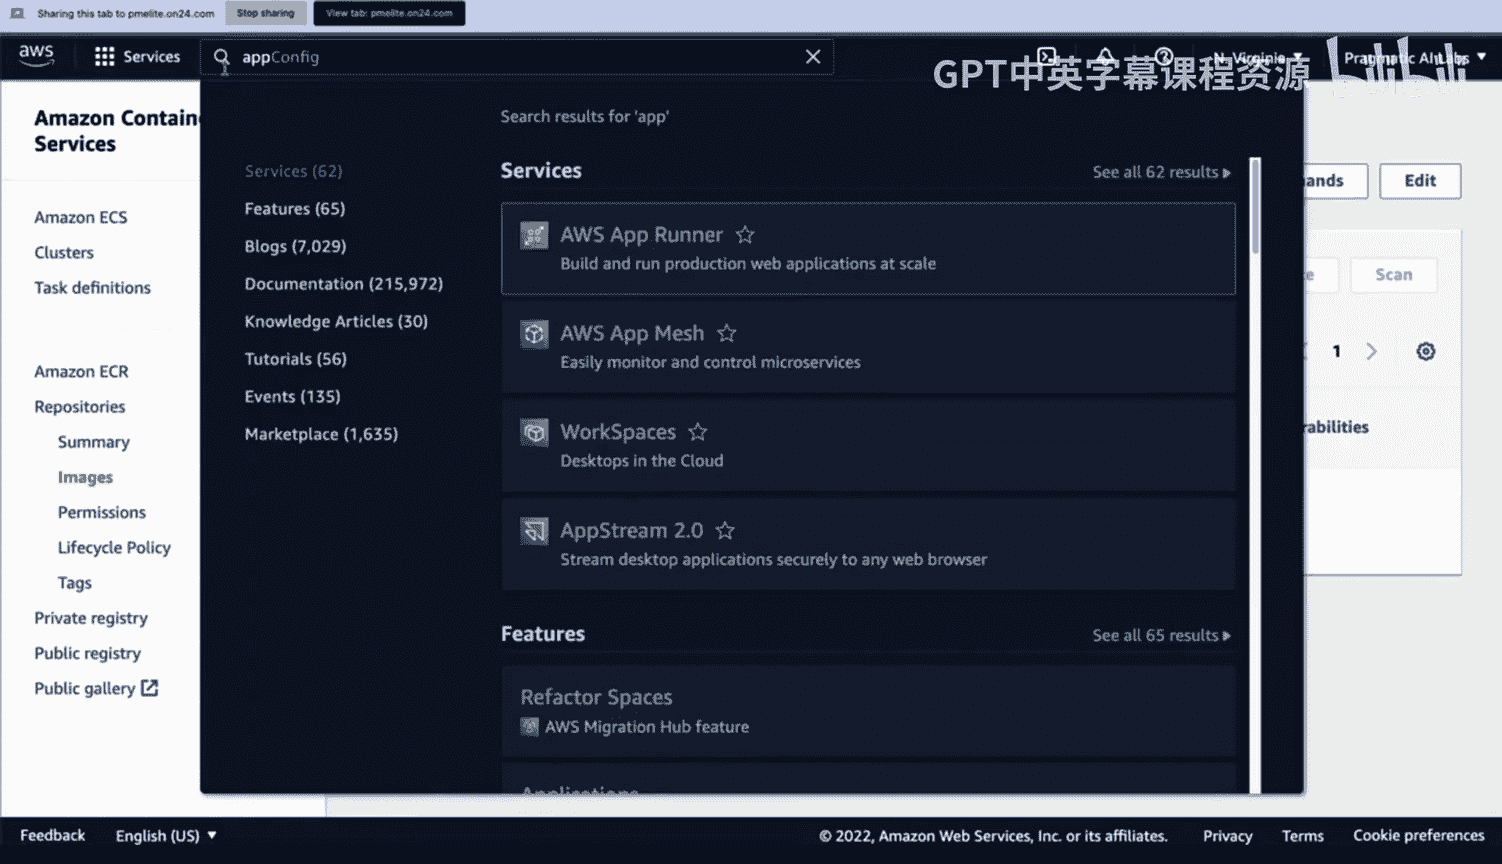 Sharing this tab to pmelite.on24.com
Stop sharing
View tab: pmelite.on24.com
aws
Services
appConfig
N. Virginia
Pragmatic AI Labs
GPT中英字幕课程资源
bilibili
Amazon Contain
Services
Amazon ECS
Clusters
Task definitions
Amazon ECR
Repositories
Summary
Images
Permissions
Lifecycle Policy
Tags
Private registry
Public registry
Public gallery
Search results for 'app'
Services (62)
Features (65)
Blogs (7,029)
Documentation (215,972)
Knowledge Articles (30)
Tutorials (56)
Events (135)
Marketplace (1,635)
Services
See all 62 results
AWS App Runner
Build and run production web applications at scale
AWS App Mesh
Easily monitor and control microservices
WorkSpaces
Desktops in the Cloud
AppStream 2.0
Stream desktop applications securely to any web browser
Features
See all 65 results
Refactor Spaces
AWS Migration Hub feature
Applications
ands
Edit
e
Scan
1
rabilities
Feedback
English (US)
© 2022, Amazon Web Services, Inc. or its affiliates.
Privacy
Terms
Cookie preferences